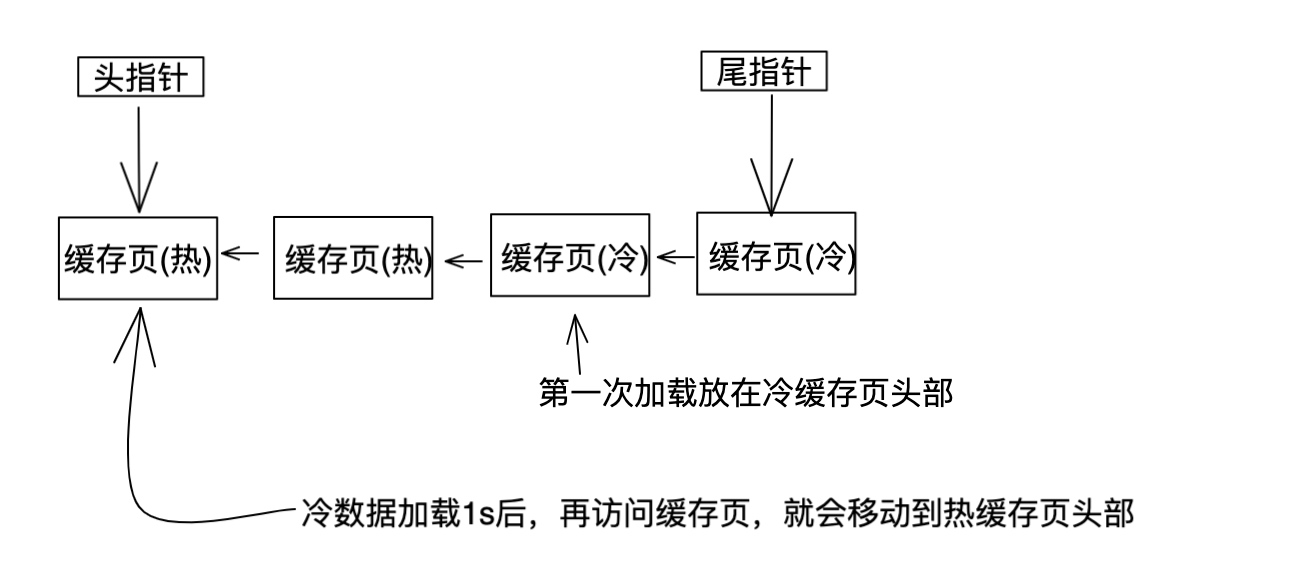 头指针
尾指针
缓存页(热)
缓存页(热)
缓存页(冷)
缓存页(冷)
第一次加载放在冷缓存页头部
冷数据加载1s后，再访问缓存页，就会移动到热缓存页头部